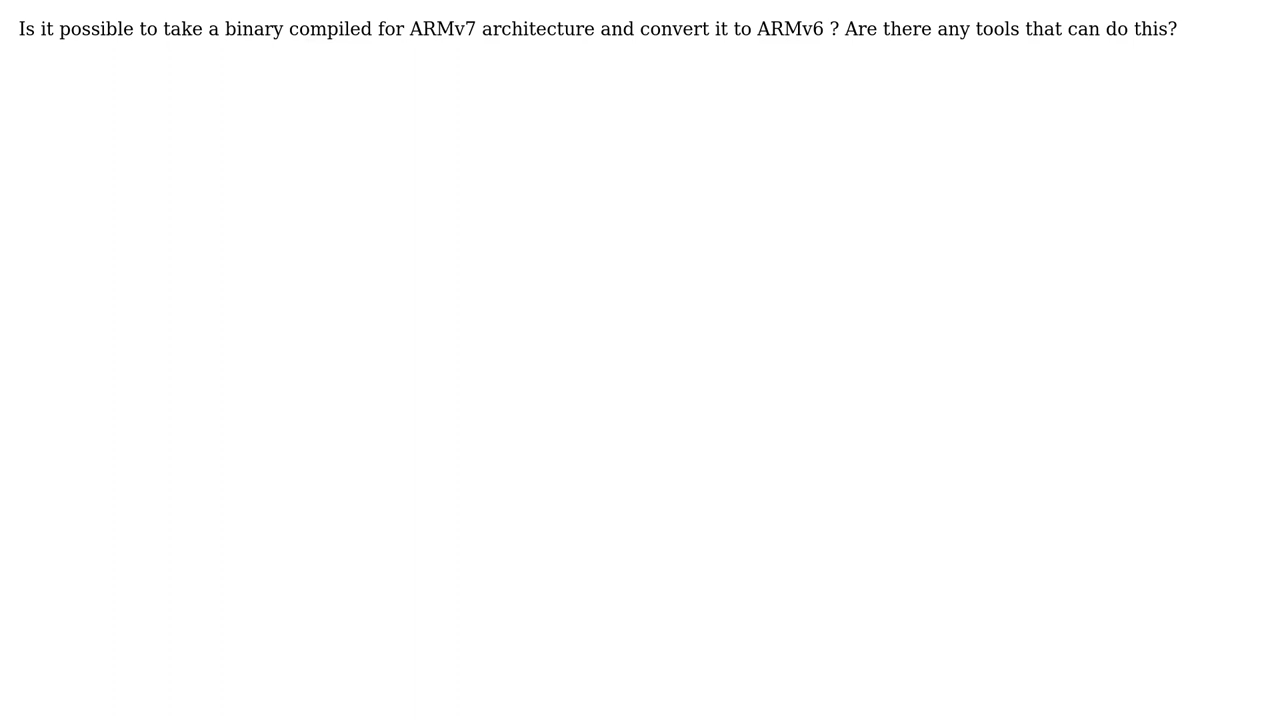 Is it possible to take a binary compiled for ARMv7 architecture and convert it to ARMv6 ? Are there any tools that can do this?